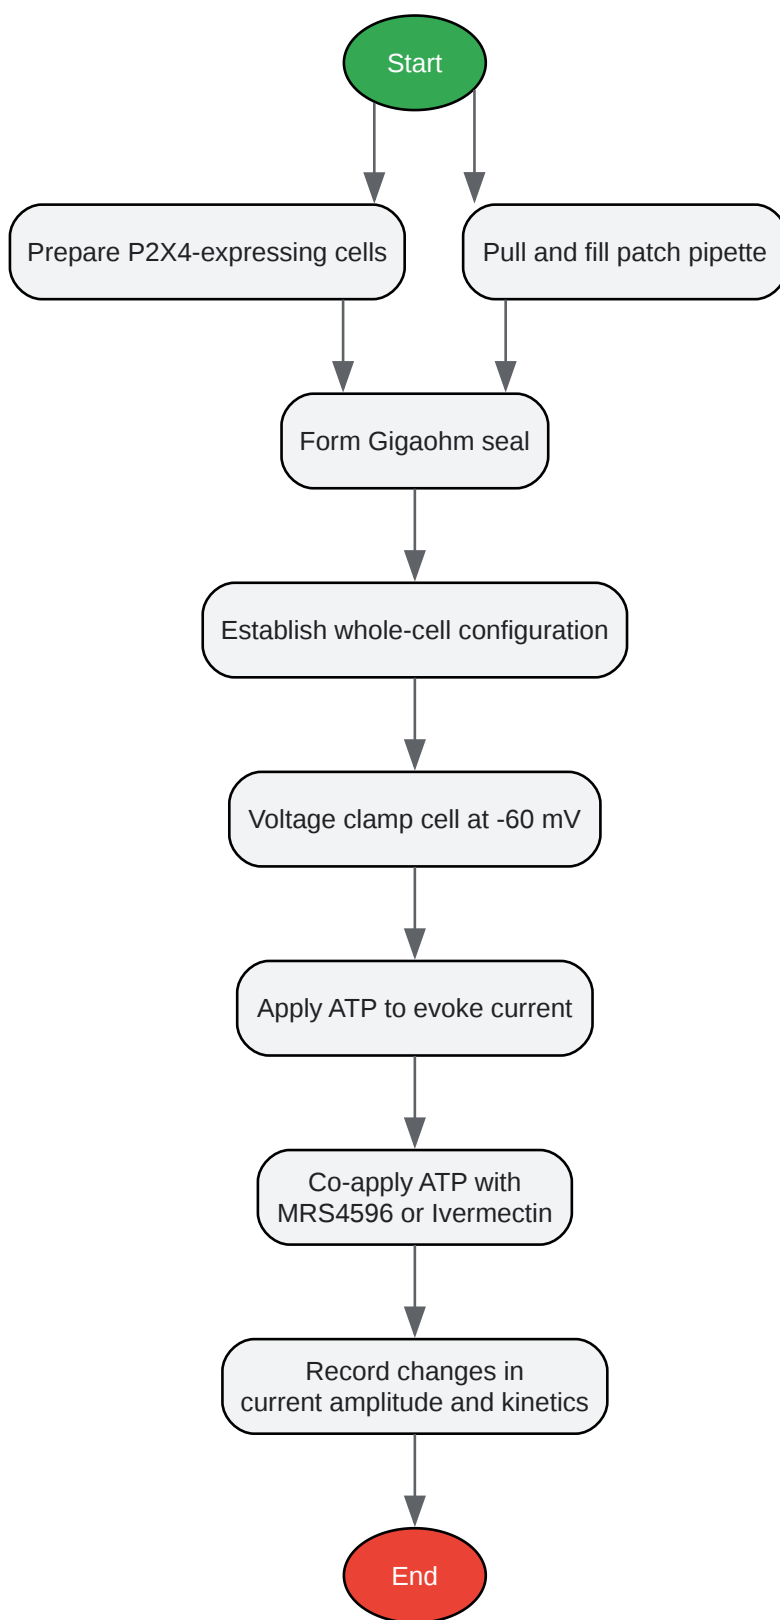 Start
Prepare P2X4-expressing cells
Pull and fill patch pipette
Form Gigaohm seal
Establish whole-cell configuration
Voltage clamp cell at -60 mV
Apply ATP to evoke current
Co-apply ATP with
MRS4596 or Ivermectin
Record changes in
current amplitude and kinetics
End